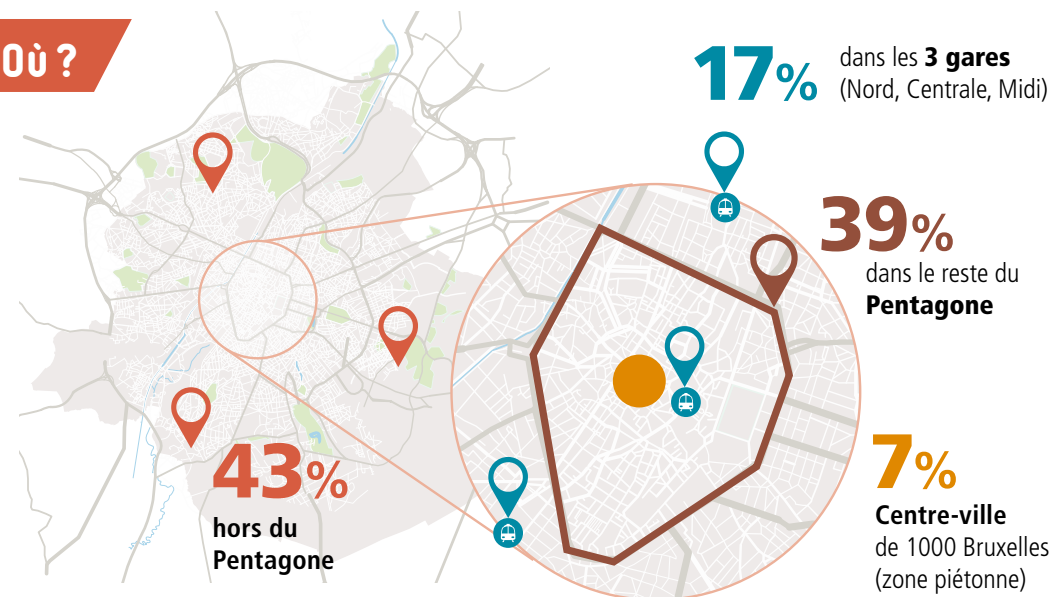 Où ?
17%
dans les 3 gares
(Nord, Centrale, Midi)
39%
dans le reste du
Pentagone
43%
hors du
Pentagone
7%
Centre-ville
de 1000 Bruxelles
(zone piétonne)